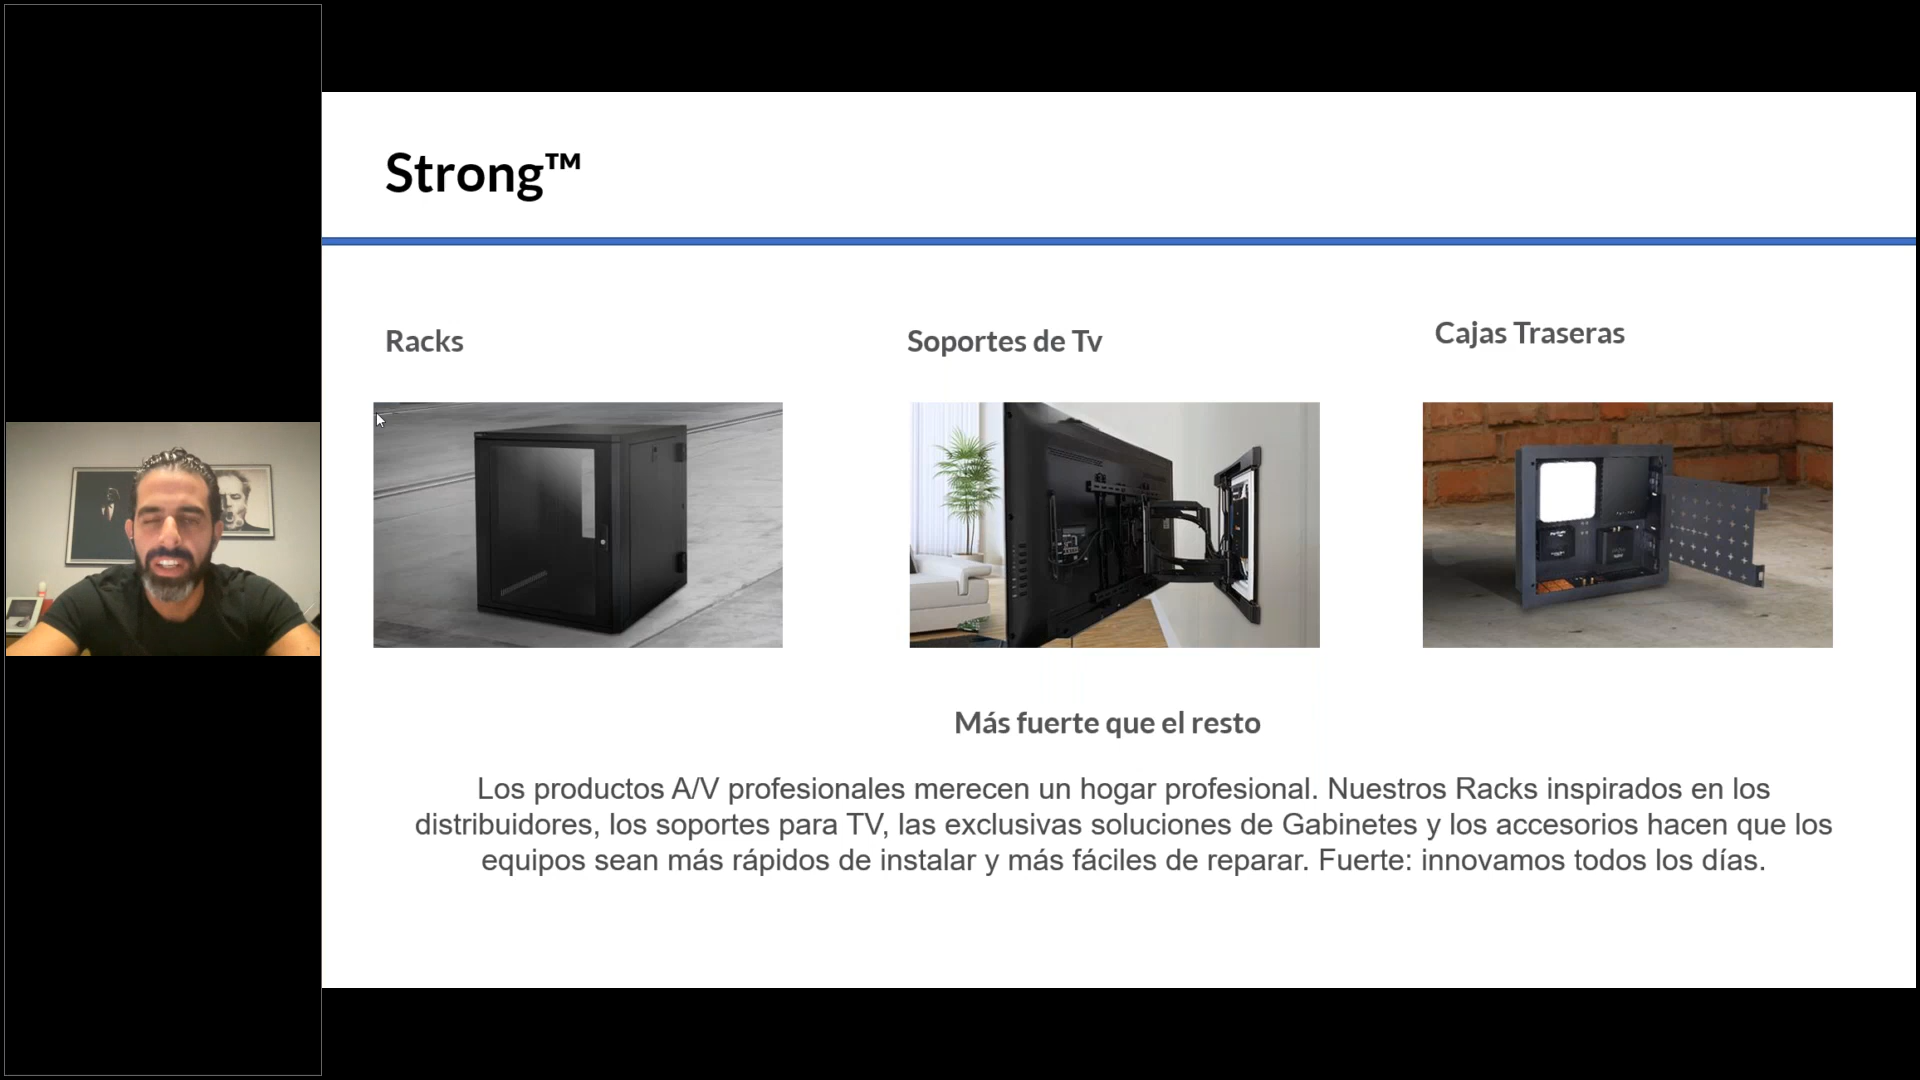 Strong™
Racks
Soportes de Tv
Cajas Traseras
Más fuerte que el resto
Los productos A/V profesionales merecen un hogar profesional. Nuestros Racks inspirados en los
distribuidores, los soportes para TV, las exclusivas soluciones de Gabinetes y los accesorios hacen que los
equipos sean más rápidos de instalar y más fáciles de reparar. Fuerte: innovamos todos los días.